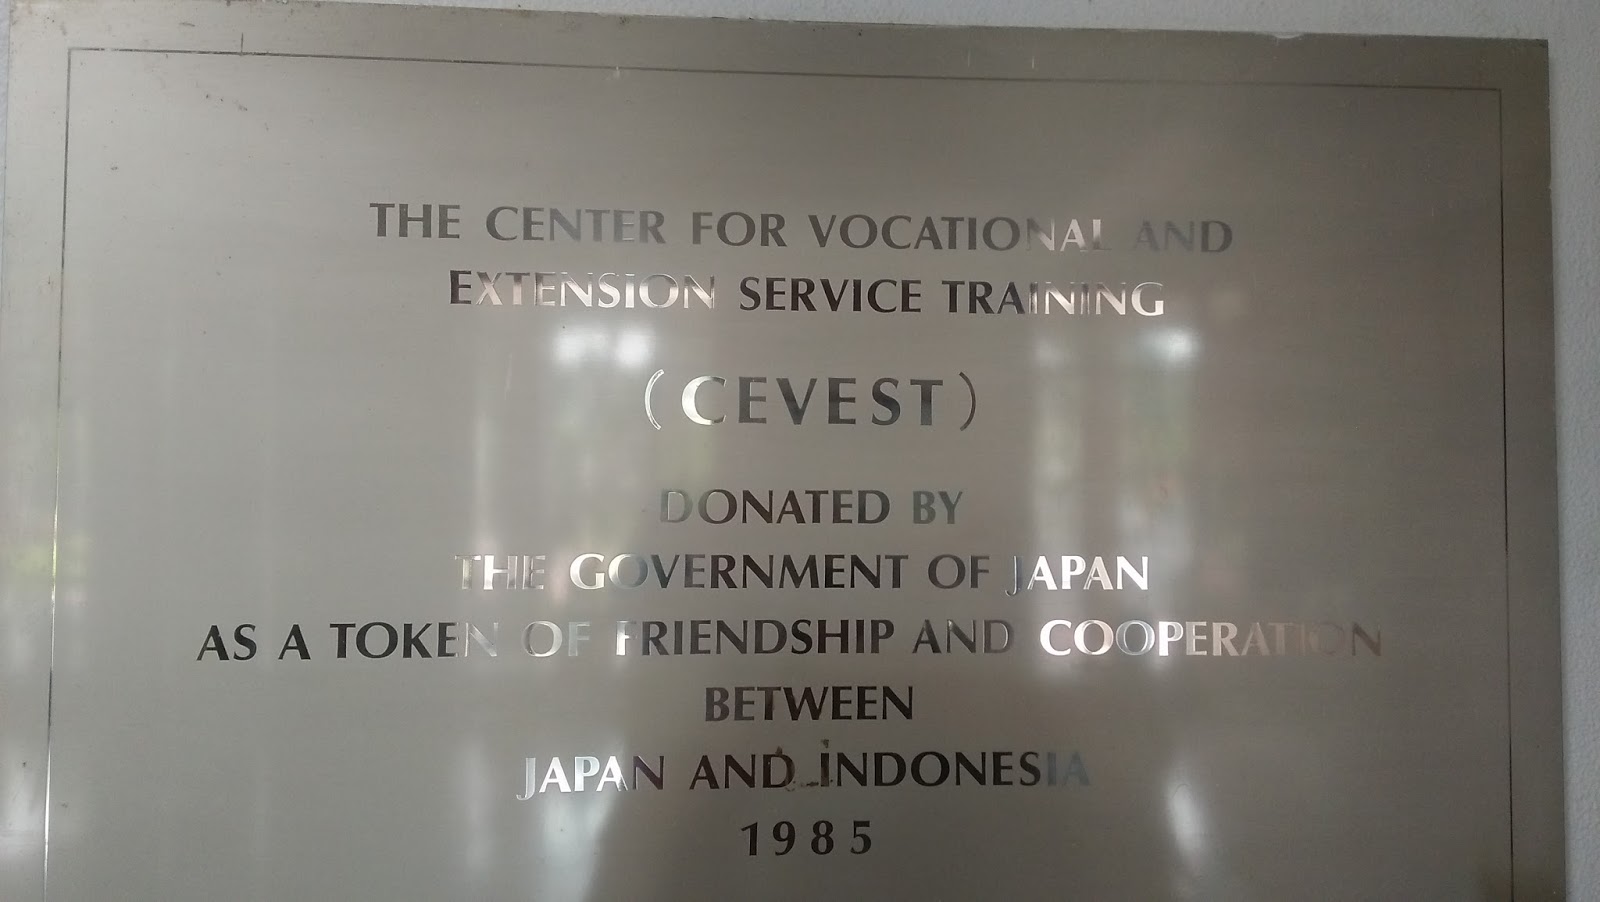 THE CENTER FOR VOCATIONAL AND
EXTENSION SERVICE TRAINING
(CEVEST)
DONATED BY
THE GOVERNMENT OF JAPAN
AS A TOKEN OF FRIENDSHIP AND COOPERATION
BETWEEN
JAPAN AND INDONESIA
1985